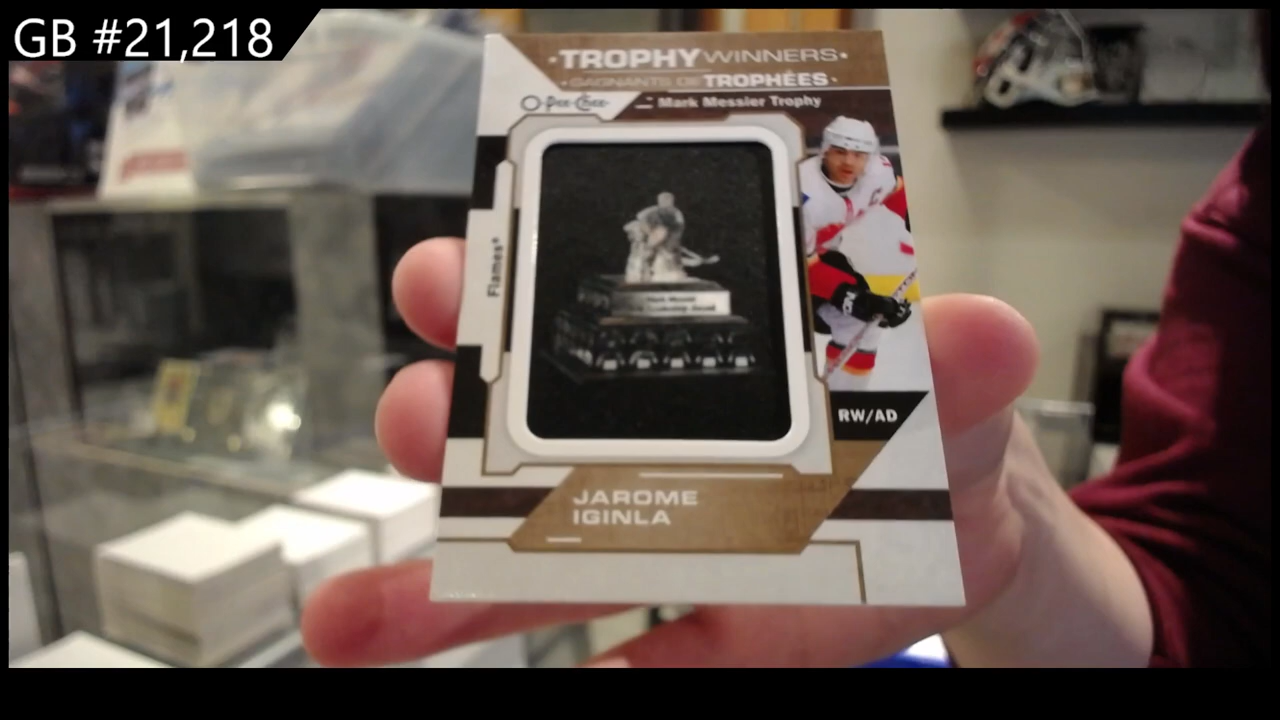 GB #21,218
·TROPHY WINNERS·
·GAGNANTS DE TROPHÉES·
O-Pee-Chee
Mark Messier Trophy
Flames
RW/AD
JAROME
IGINLA